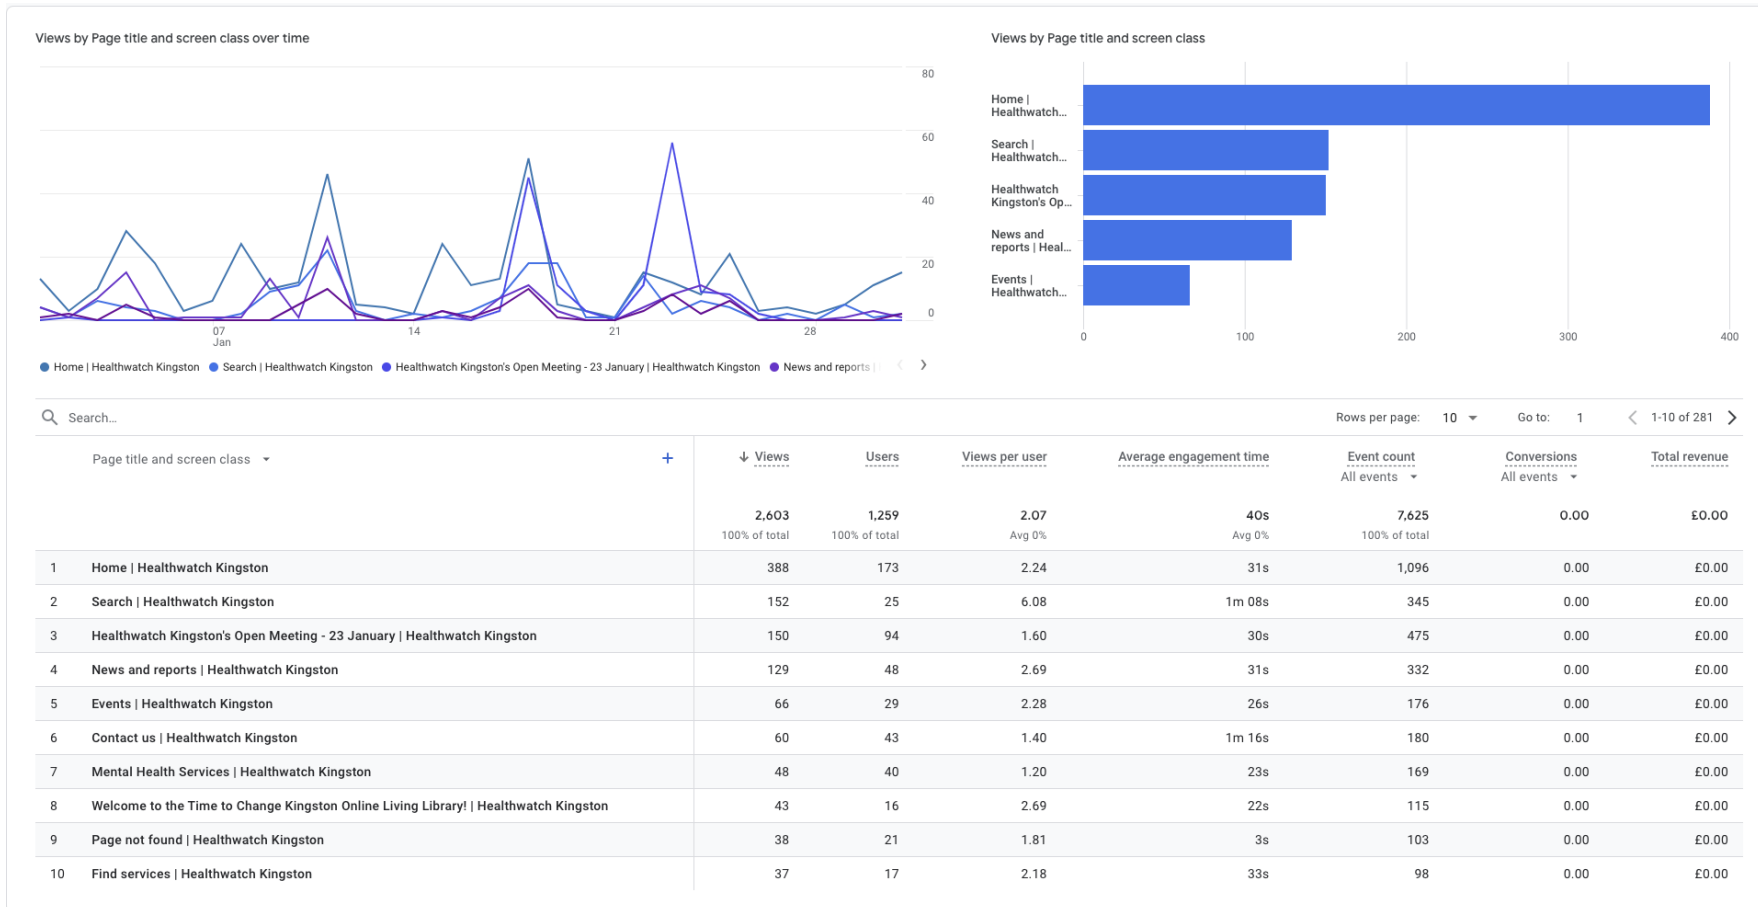 Views by Page title and screen class over time
80
60
40
20
0
07
Jan
14
21
28
Home | Healthwatch Kingston
Search | Healthwatch Kingston
Healthwatch Kingston's Open Meeting - 23 January | Healthwatch Kingston
News and reports |
Views by Page title and screen class
Home |
Healthwatch...
Search |
Healthwatch...
Healthwatch
Kingston's Op...
News and
reports | Heal...
Events |
Healthwatch...
0 100 200 300 400
Search...
Rows per page: 10 Go to: 1 1-10 of 281
Page title and screen class + Views Users Views per user Average engagement time Event count Conversions Total revenue
All events All events
2,603 1,259 2.07 40s 7,625 0.00 £0.00
100% of total 100% of total Avg 0% Avg 0% 100% of total
1 Home | Healthwatch Kingston 388 173 2.24 31s 1,096 0.00 £0.00
2 Search | Healthwatch Kingston 152 25 6.08 1m 08s 345 0.00 £0.00
3 Healthwatch Kingston's Open Meeting - 23 January | Healthwatch Kingston 150 94 1.60 30s 475 0.00 £0.00
4 News and reports | Healthwatch Kingston 129 48 2.69 31s 332 0.00 £0.00
5 Events | Healthwatch Kingston 66 29 2.28 26s 176 0.00 £0.00
6 Contact us | Healthwatch Kingston 60 43 1.40 1m 16s 180 0.00 £0.00
7 Mental Health Services | Healthwatch Kingston 48 40 1.20 23s 169 0.00 £0.00
8 Welcome to the Time to Change Kingston Online Living Library! | Healthwatch Kingston 43 16 2.69 22s 115 0.00 £0.00
9 Page not found | Healthwatch Kingston 38 21 1.81 3s 103 0.00 £0.00
10 Find services | Healthwatch Kingston 37 17 2.18 33s 98 0.00 £0.00